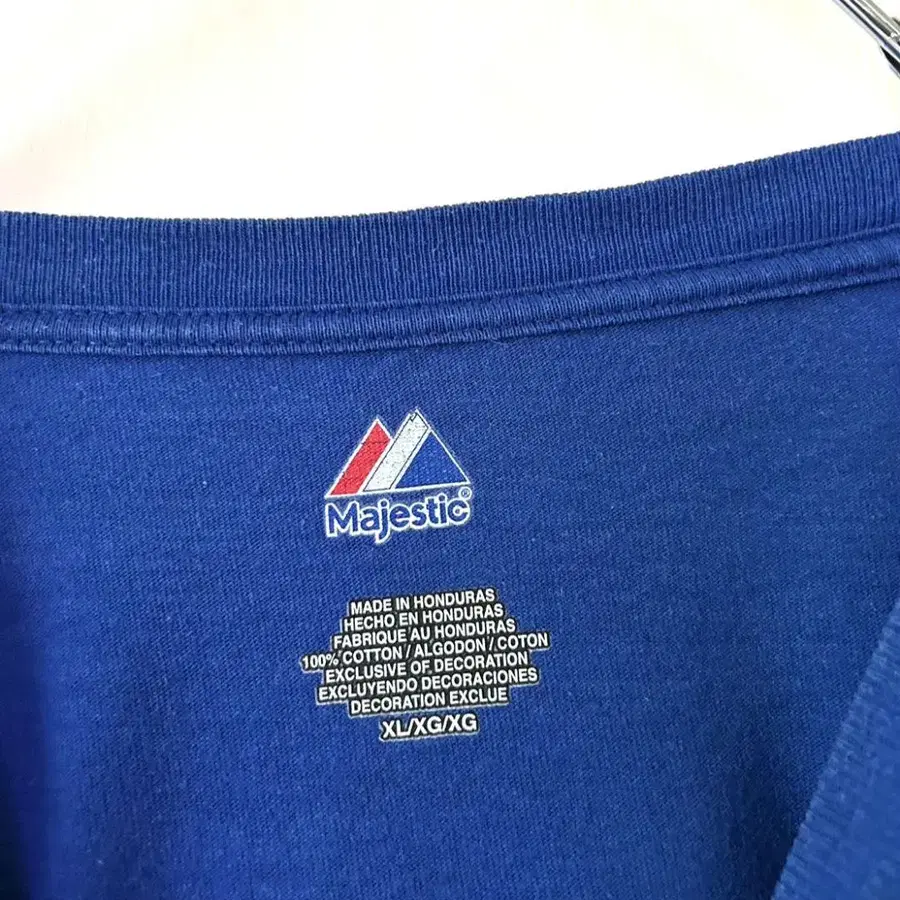 Majestic®
MADE IN HONDURAS
HECHO EN HONDURAS
FABRIQUE AU HONDURAS
100% COTTON / ALGODON / COTON
EXCLUSIVE OF DECORATION
EXCLUYENDO DECORACIONES
DECORATION EXCLUE
XL/XG/XG